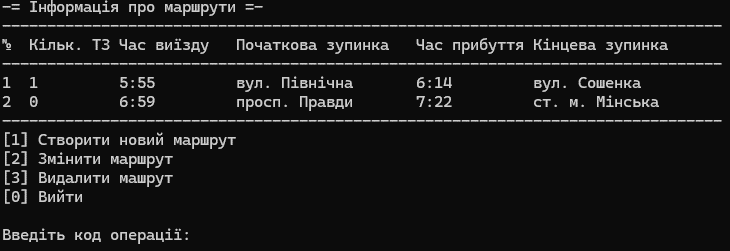 -= Інформація про маршрути =-
№ Кільк. ТЗ Час виїзду Початкова зупинка Час прибуття Кінцева зупинка
1 1 5:55 вул. Північна 6:14 вул. Сошенка
2 0 6:59 просп. Правди 7:22 ст. м. Мінська
[1] Створити новий маршрут
[2] Змінити маршрут
[3] Видалити машрут
[0] Вийти
Введіть код операції: